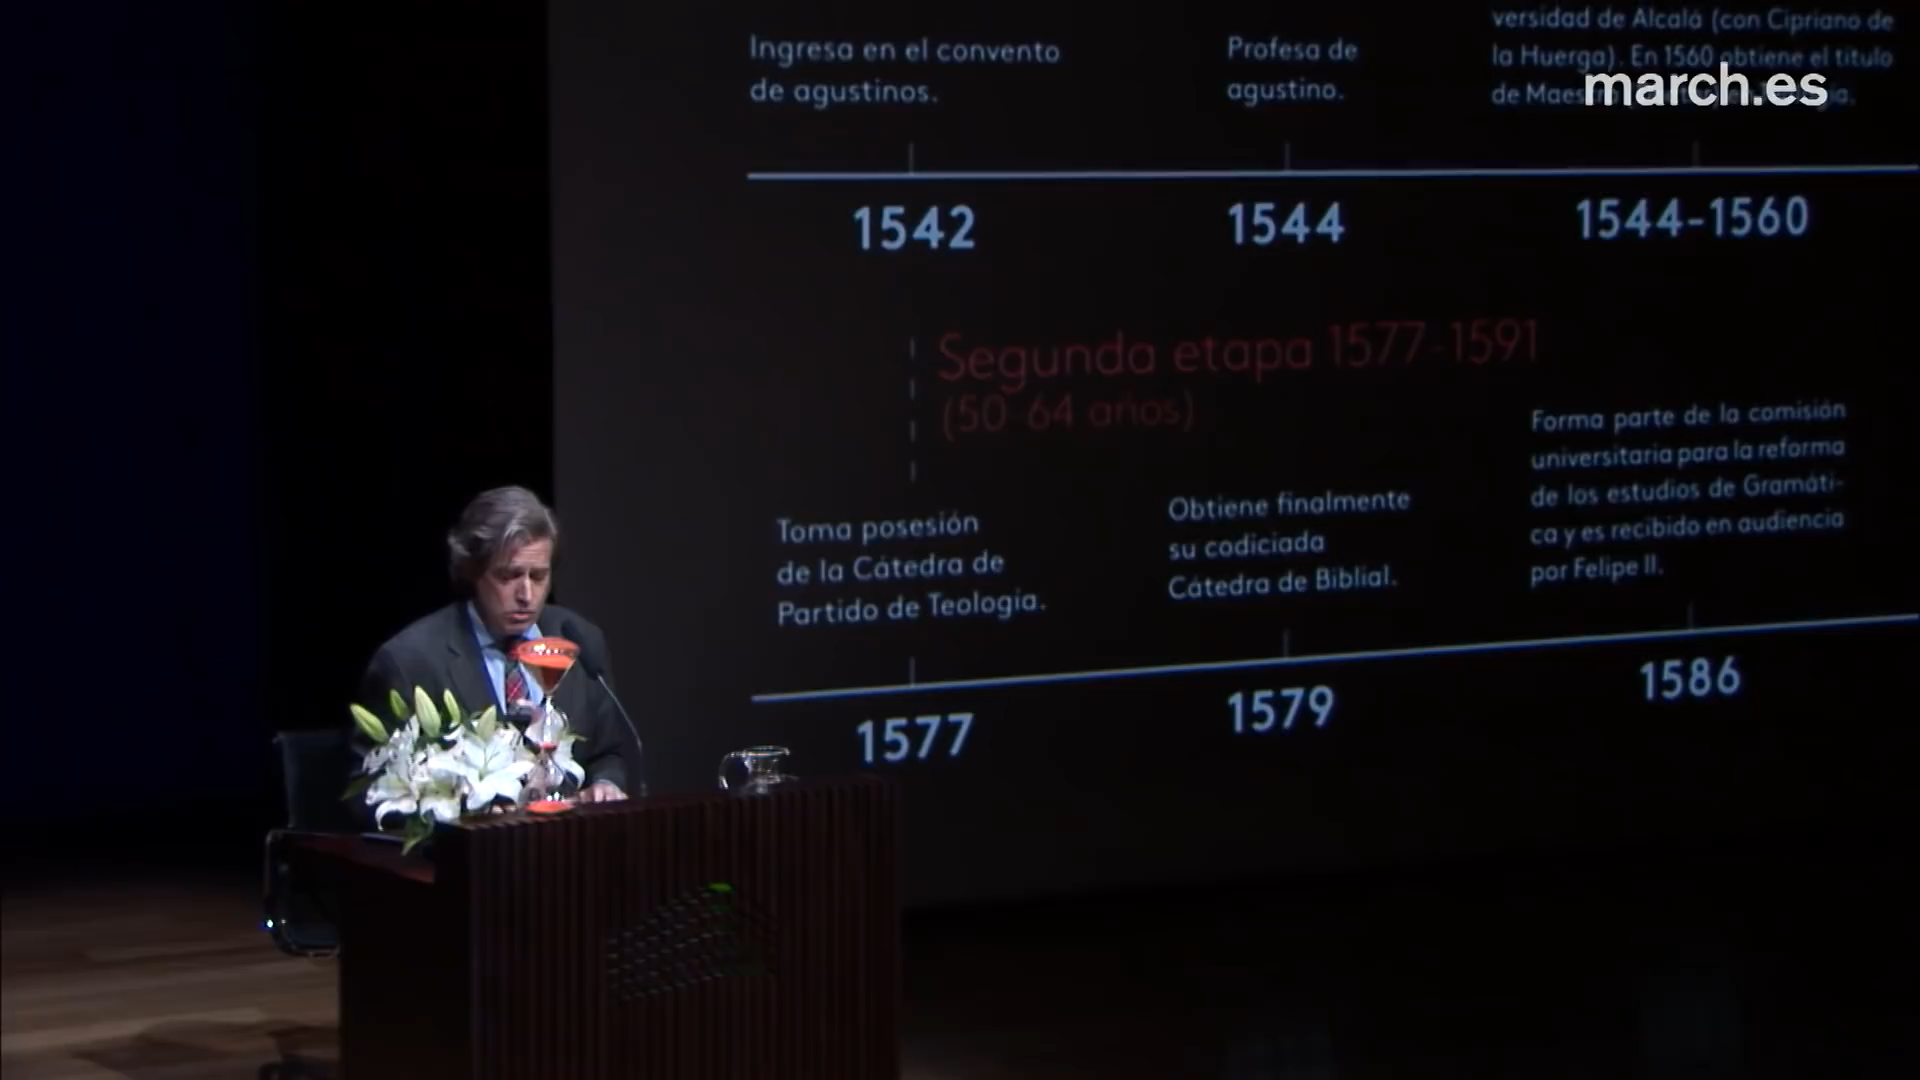 Ingresa en el convento
de agustinos.
Profesa de
agustino.
versidad de Alcalá (con Cipriano de
la Huerga). En 1560 obtiene el título
de
march.es
1542
1544
1544-1560
Segunda etapa 1577-1591
(50-64 años)
Toma posesión
de la Cátedra de
Partido de Teología.
Obtiene finalmente
su codiciada
Cátedra de Biblial.
Forma parte de la comisión
universitaria para la reforma
de los estudios de Gramáti-
ca y es recibido en audiencia
por Felipe II.
1577
1579
1586